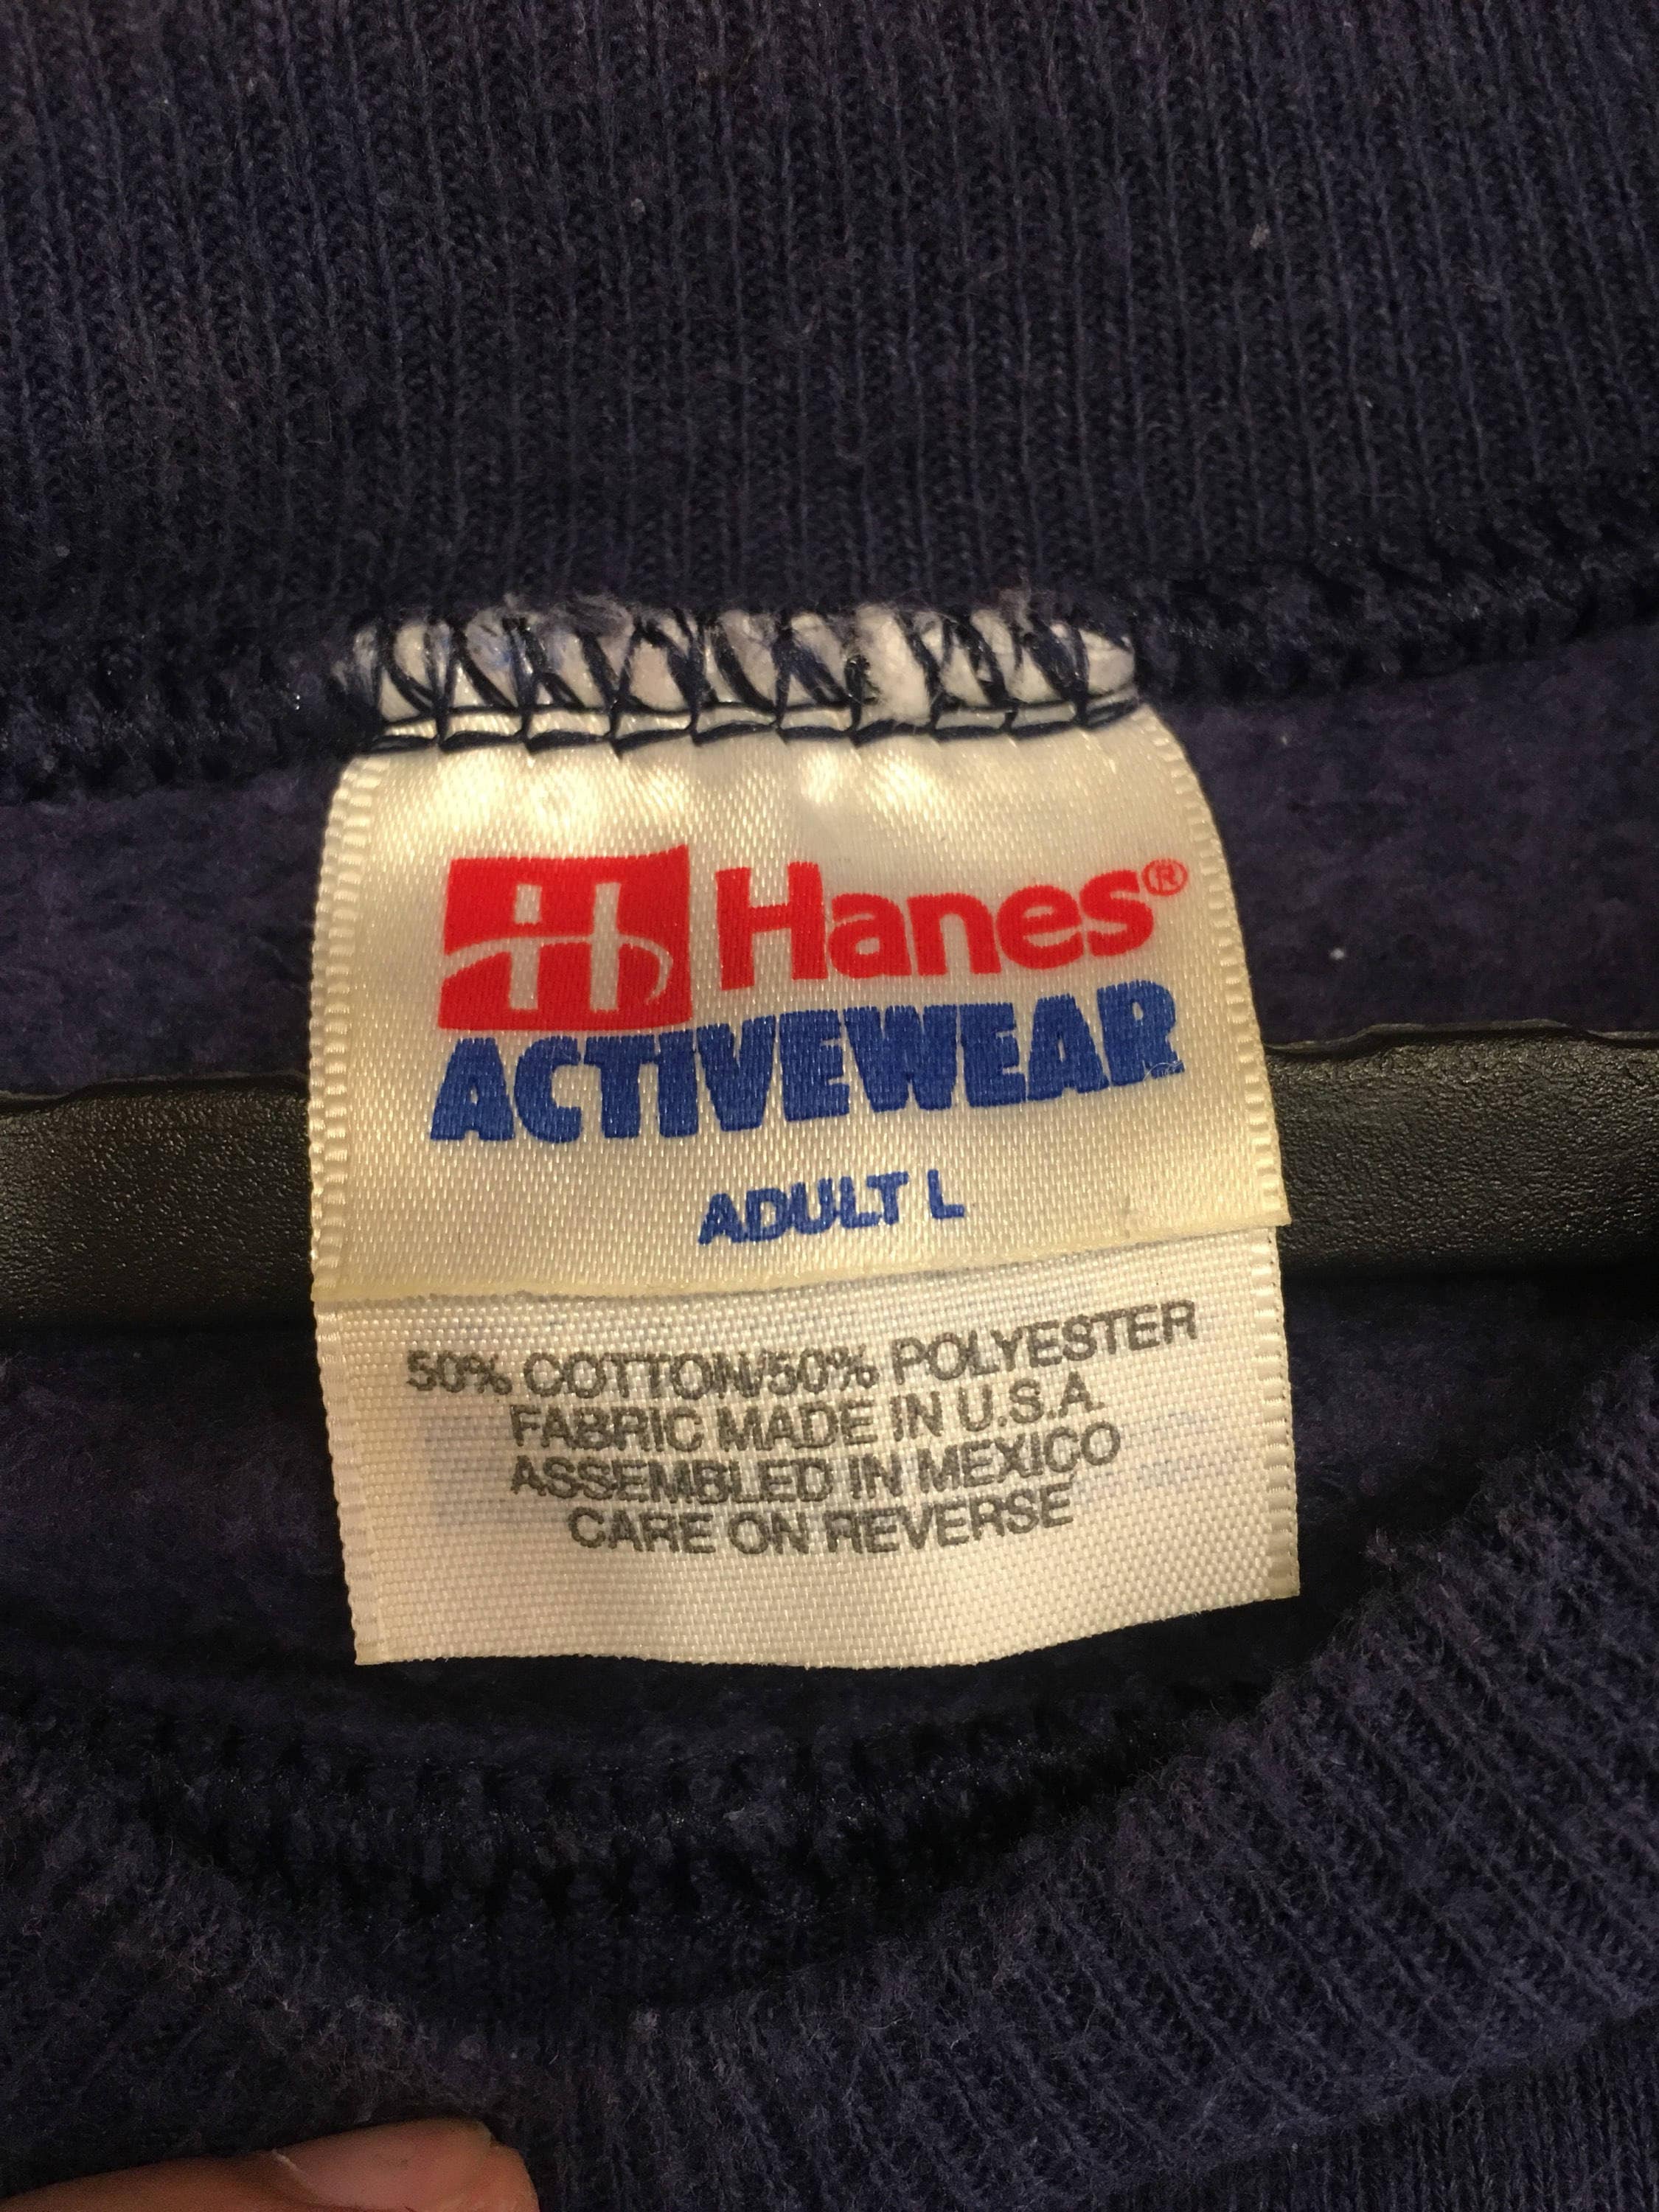 Hanes®
ACTIVEWEAR
ADULT L
50% COTTON/50% POLYESTER
FABRIC MADE IN U.S.A.
ASSEMBLED IN MEXICO
CARE ON REVERSE